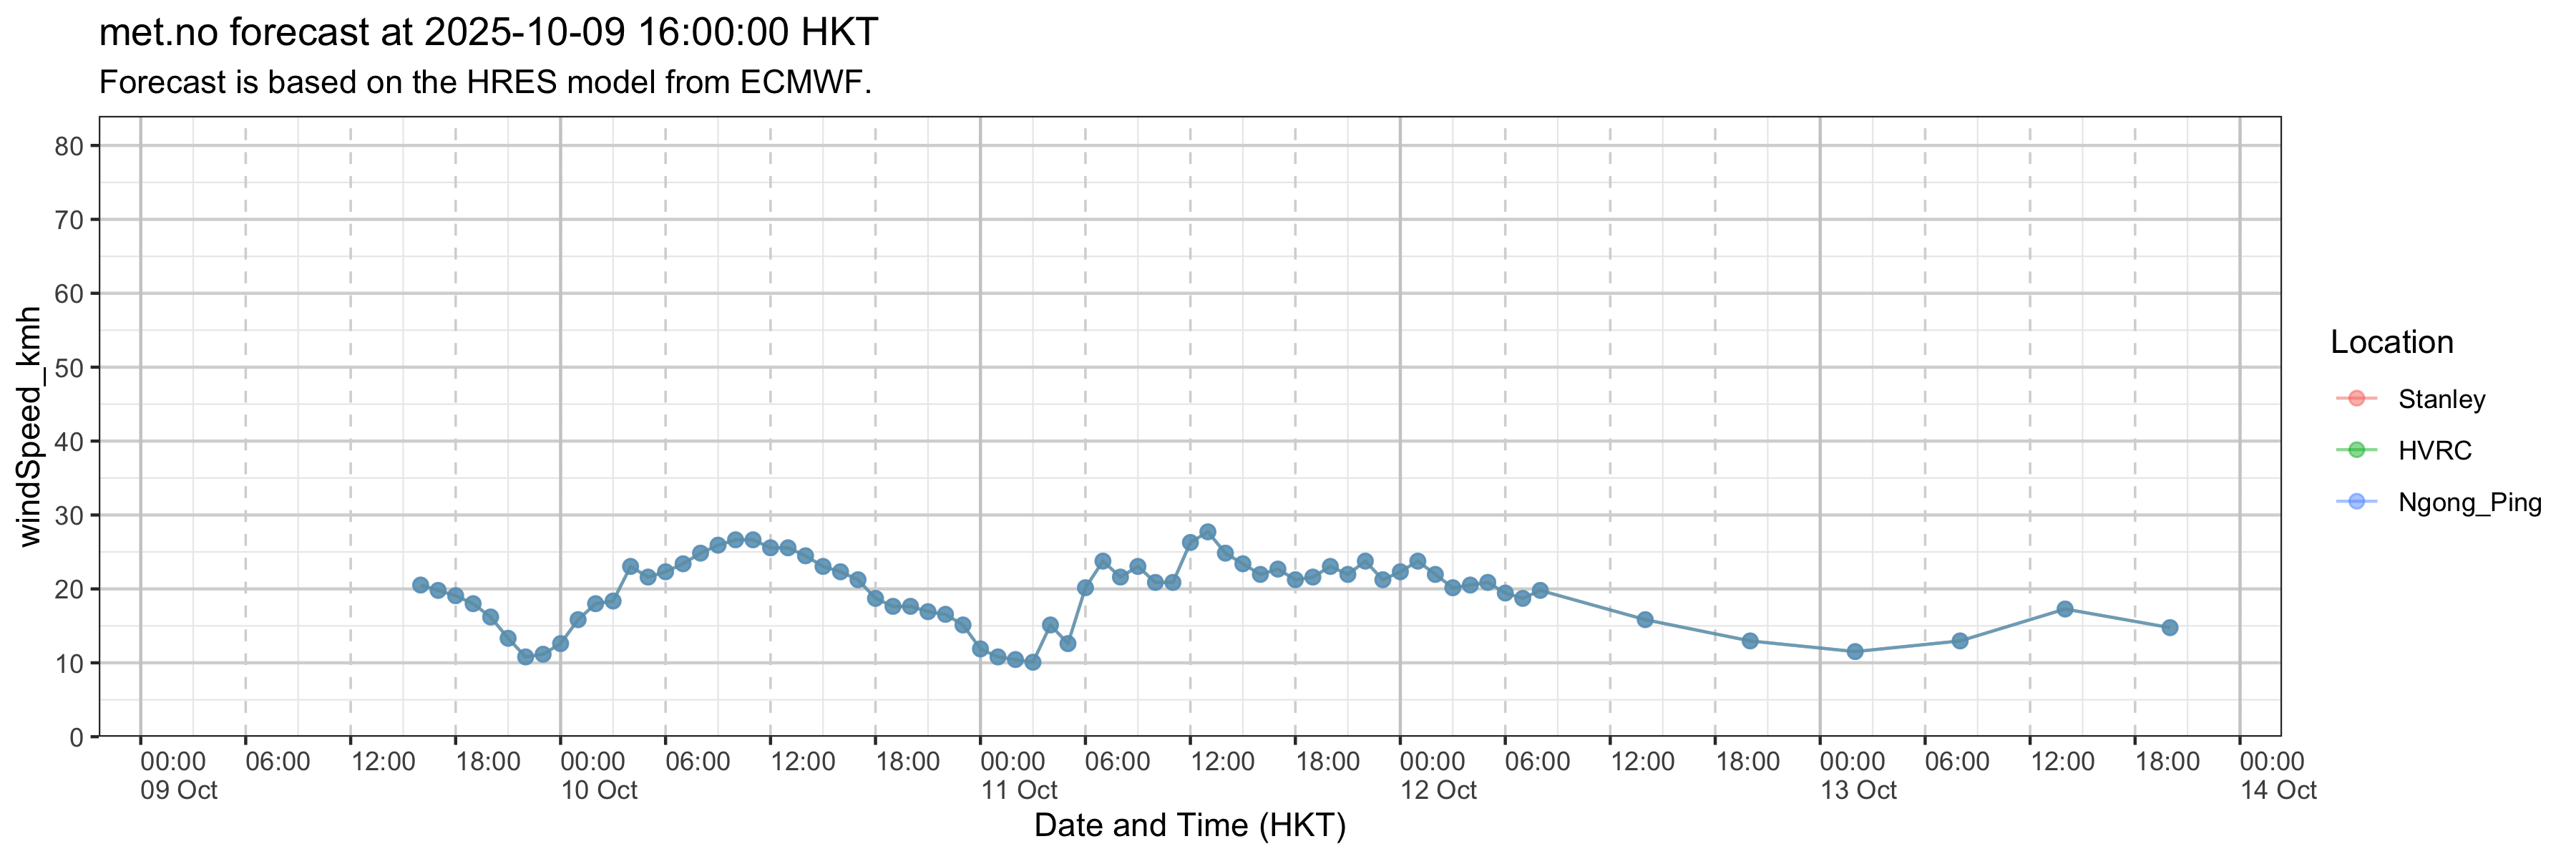 met.no forecast at 2025-10-09 16:00:00 HKT
Forecast is based on the HRES model from ECMWF.
windSpeed_kmh
80
70
60
50
40
30
20
10
0
00:00 06:00 12:00 18:00 00:00 06:00 12:00 18:00 00:00 06:00 12:00 18:00 00:00 06:00 12:00 18:00 00:00 06:00 12:00 18:00 00:00
09 Oct 10 Oct 11 Oct 12 Oct 13 Oct 14 Oct
Date and Time (HKT)
Location
Stanley
HVRC
Ngong_Ping